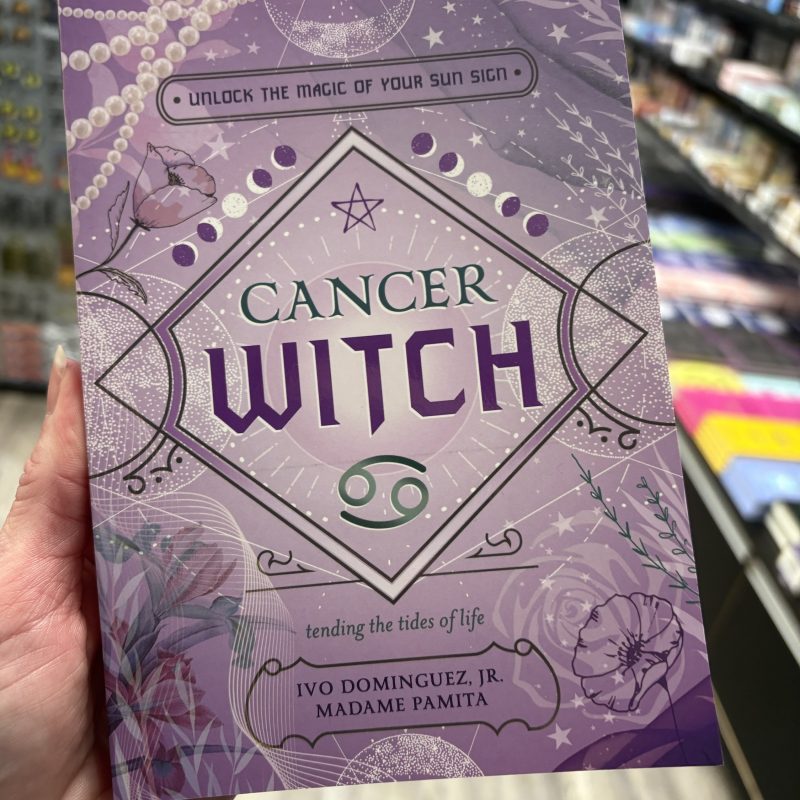 UNLOCK THE MAGIC OF YOUR SUN SIGN
CANCER
WITCH
tending the tides of life
IVO DOMINGUEZ, JR.
MADAME PAMITA